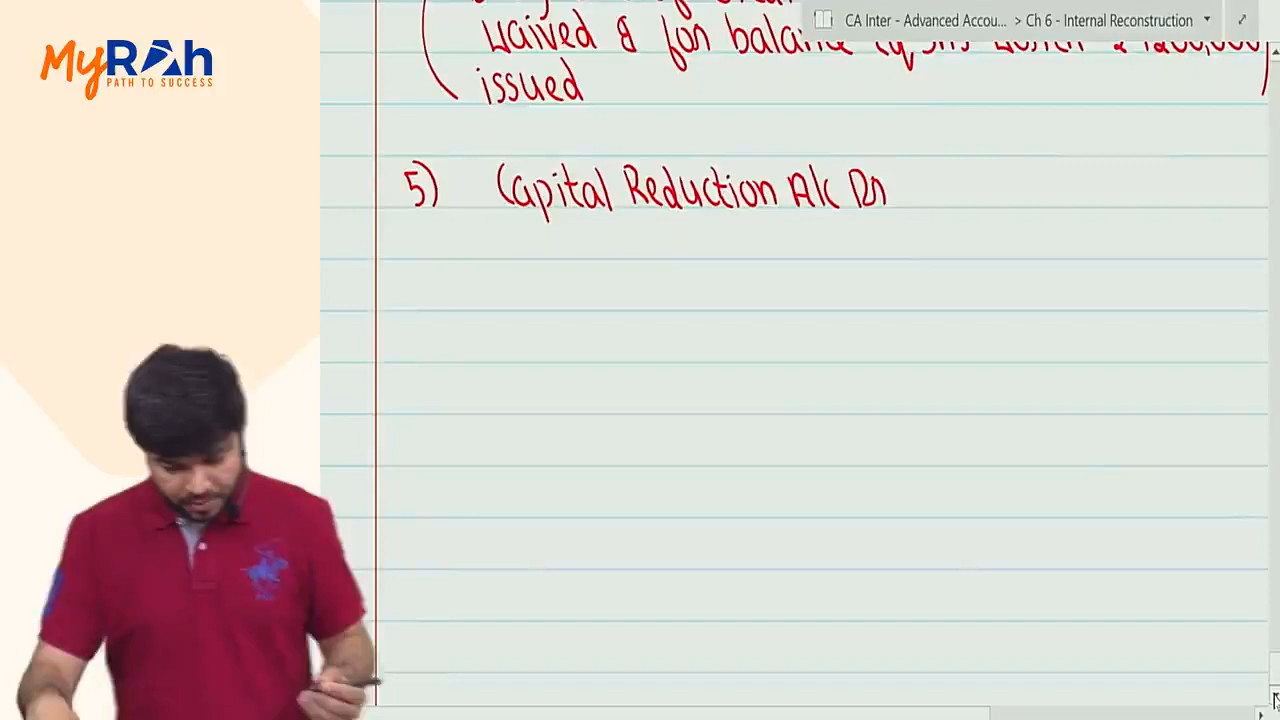 MyRAh
PATH TO SUCCESS
CA Inter - Advanced Accou... > Ch 6 - Internal Reconstruction
waived & for balance
issued
5) Capital Reduction A/c Dr